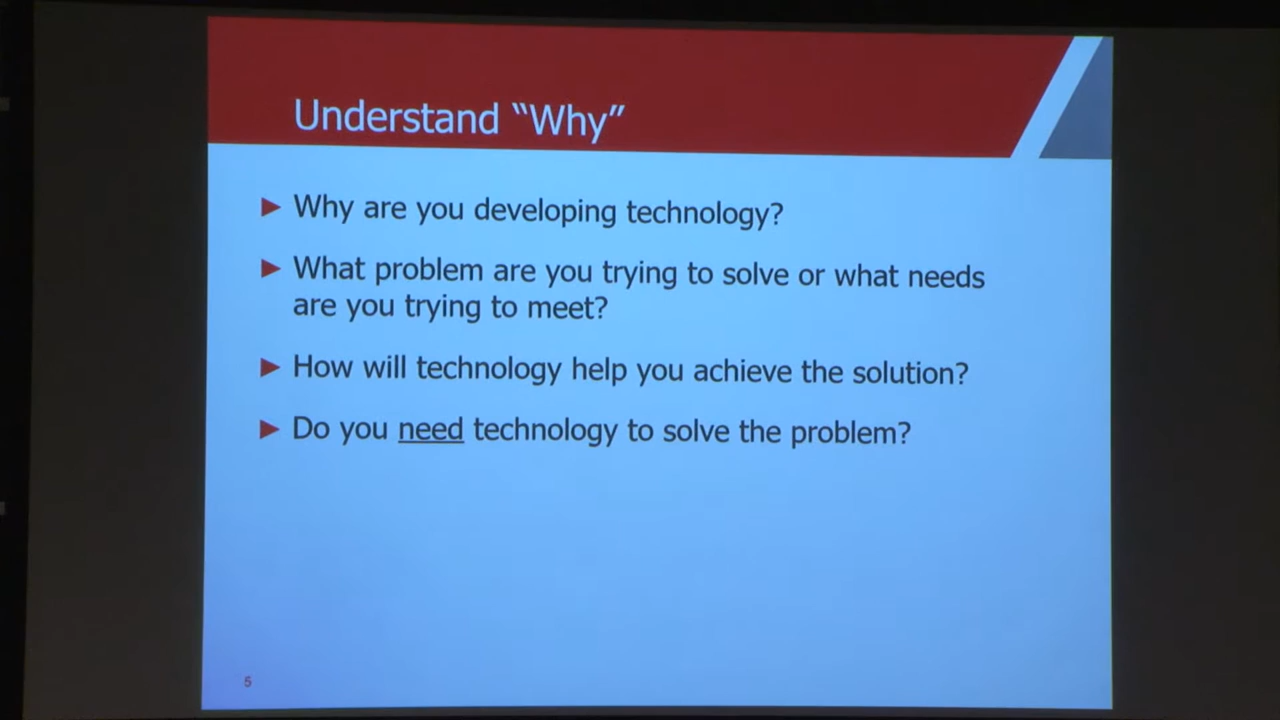 Understand “Why”
Why are you developing technology?
What problem are you trying to solve or what needs
are you trying to meet?
How will technology help you achieve the solution?
Do you need technology to solve the problem?
5